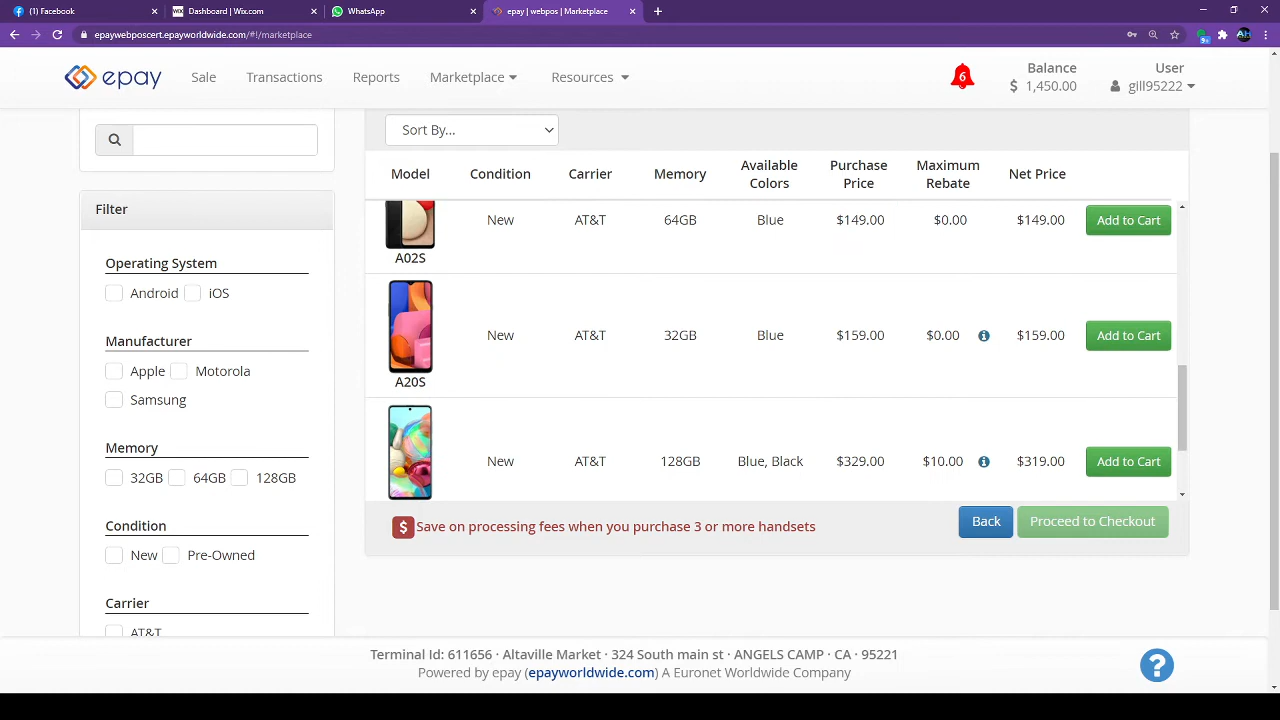 Facebook
WIX Dashboard | Wix.com
WhatsApp
epay | webpos | Marketplace
epaywebposcert.epayworldwide.com/#!/marketplace
epay Sale Transactions Reports Marketplace Resources
6
Balance
$ 1,450.00
User
gill95222
Sort By...
Model Condition Carrier Memory Available Colors Purchase Price Maximum Rebate Net Price
Filter
Operating System
Android iOS
Manufacturer
Apple Motorola
Samsung
Memory
32GB 64GB 128GB
Condition
New Pre-Owned
Carrier
AT&T
New AT&T 64GB Blue $149.00 $0.00 $149.00 Add to Cart
A02S
New AT&T 32GB Blue $159.00 $0.00 $159.00 Add to Cart
A20S
New AT&T 128GB Blue, Black $329.00 $10.00 $319.00 Add to Cart
$ Save on processing fees when you purchase 3 or more handsets
Back Proceed to Checkout
Terminal Id: 611656 · Altaville Market · 324 South main st · ANGELS CAMP · CA · 95221
Powered by epay (epayworldwide.com) A Euronet Worldwide Company
?